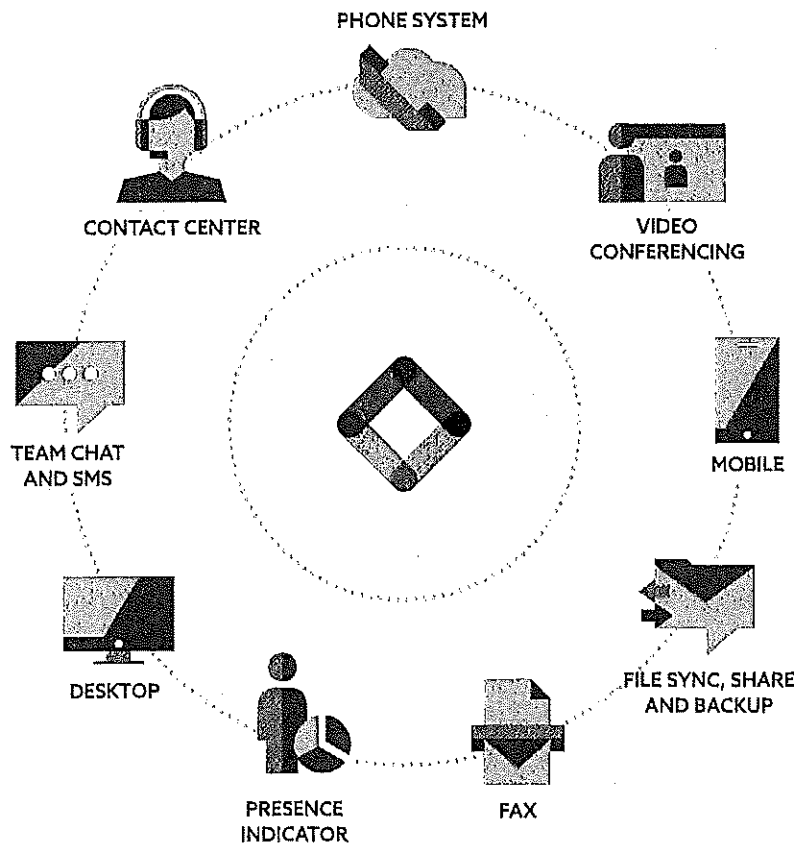 PHONE SYSTEM
CONTACT CENTER
VIDEO
CONFERENCING
TEAM CHAT
AND SMS
MOBILE
DESKTOP
FILE SYNC, SHARE
AND BACKUP
PRESENCE
INDICATOR
FAX